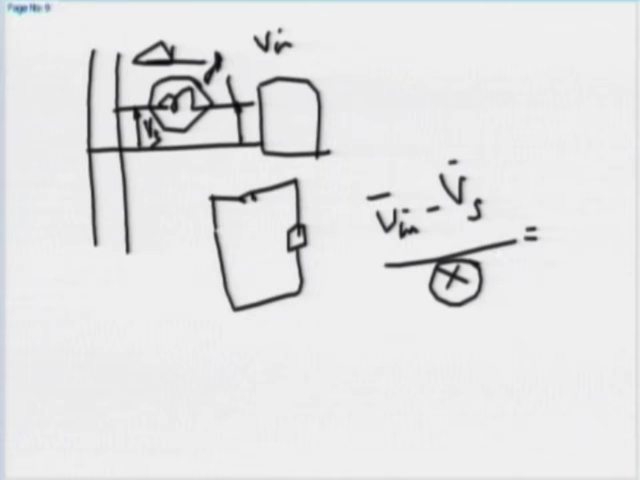 Page No: 9
Vin
Vs
V̄in - V̄s
=
X